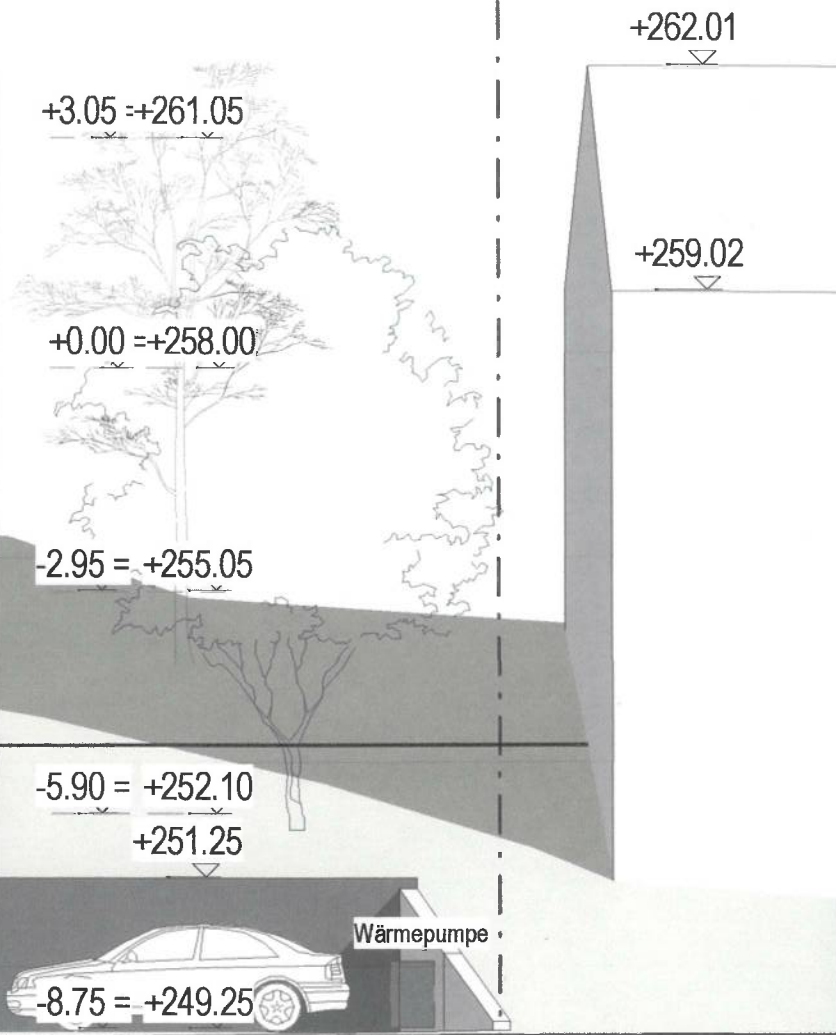 +262.01
+3.05 =+261.05
+259.02
+0.00 =+258.00
-2.95 = +255.05
-5.90 = +252.10
+251.25
Wärmepumpe
-8.75 = +249.25